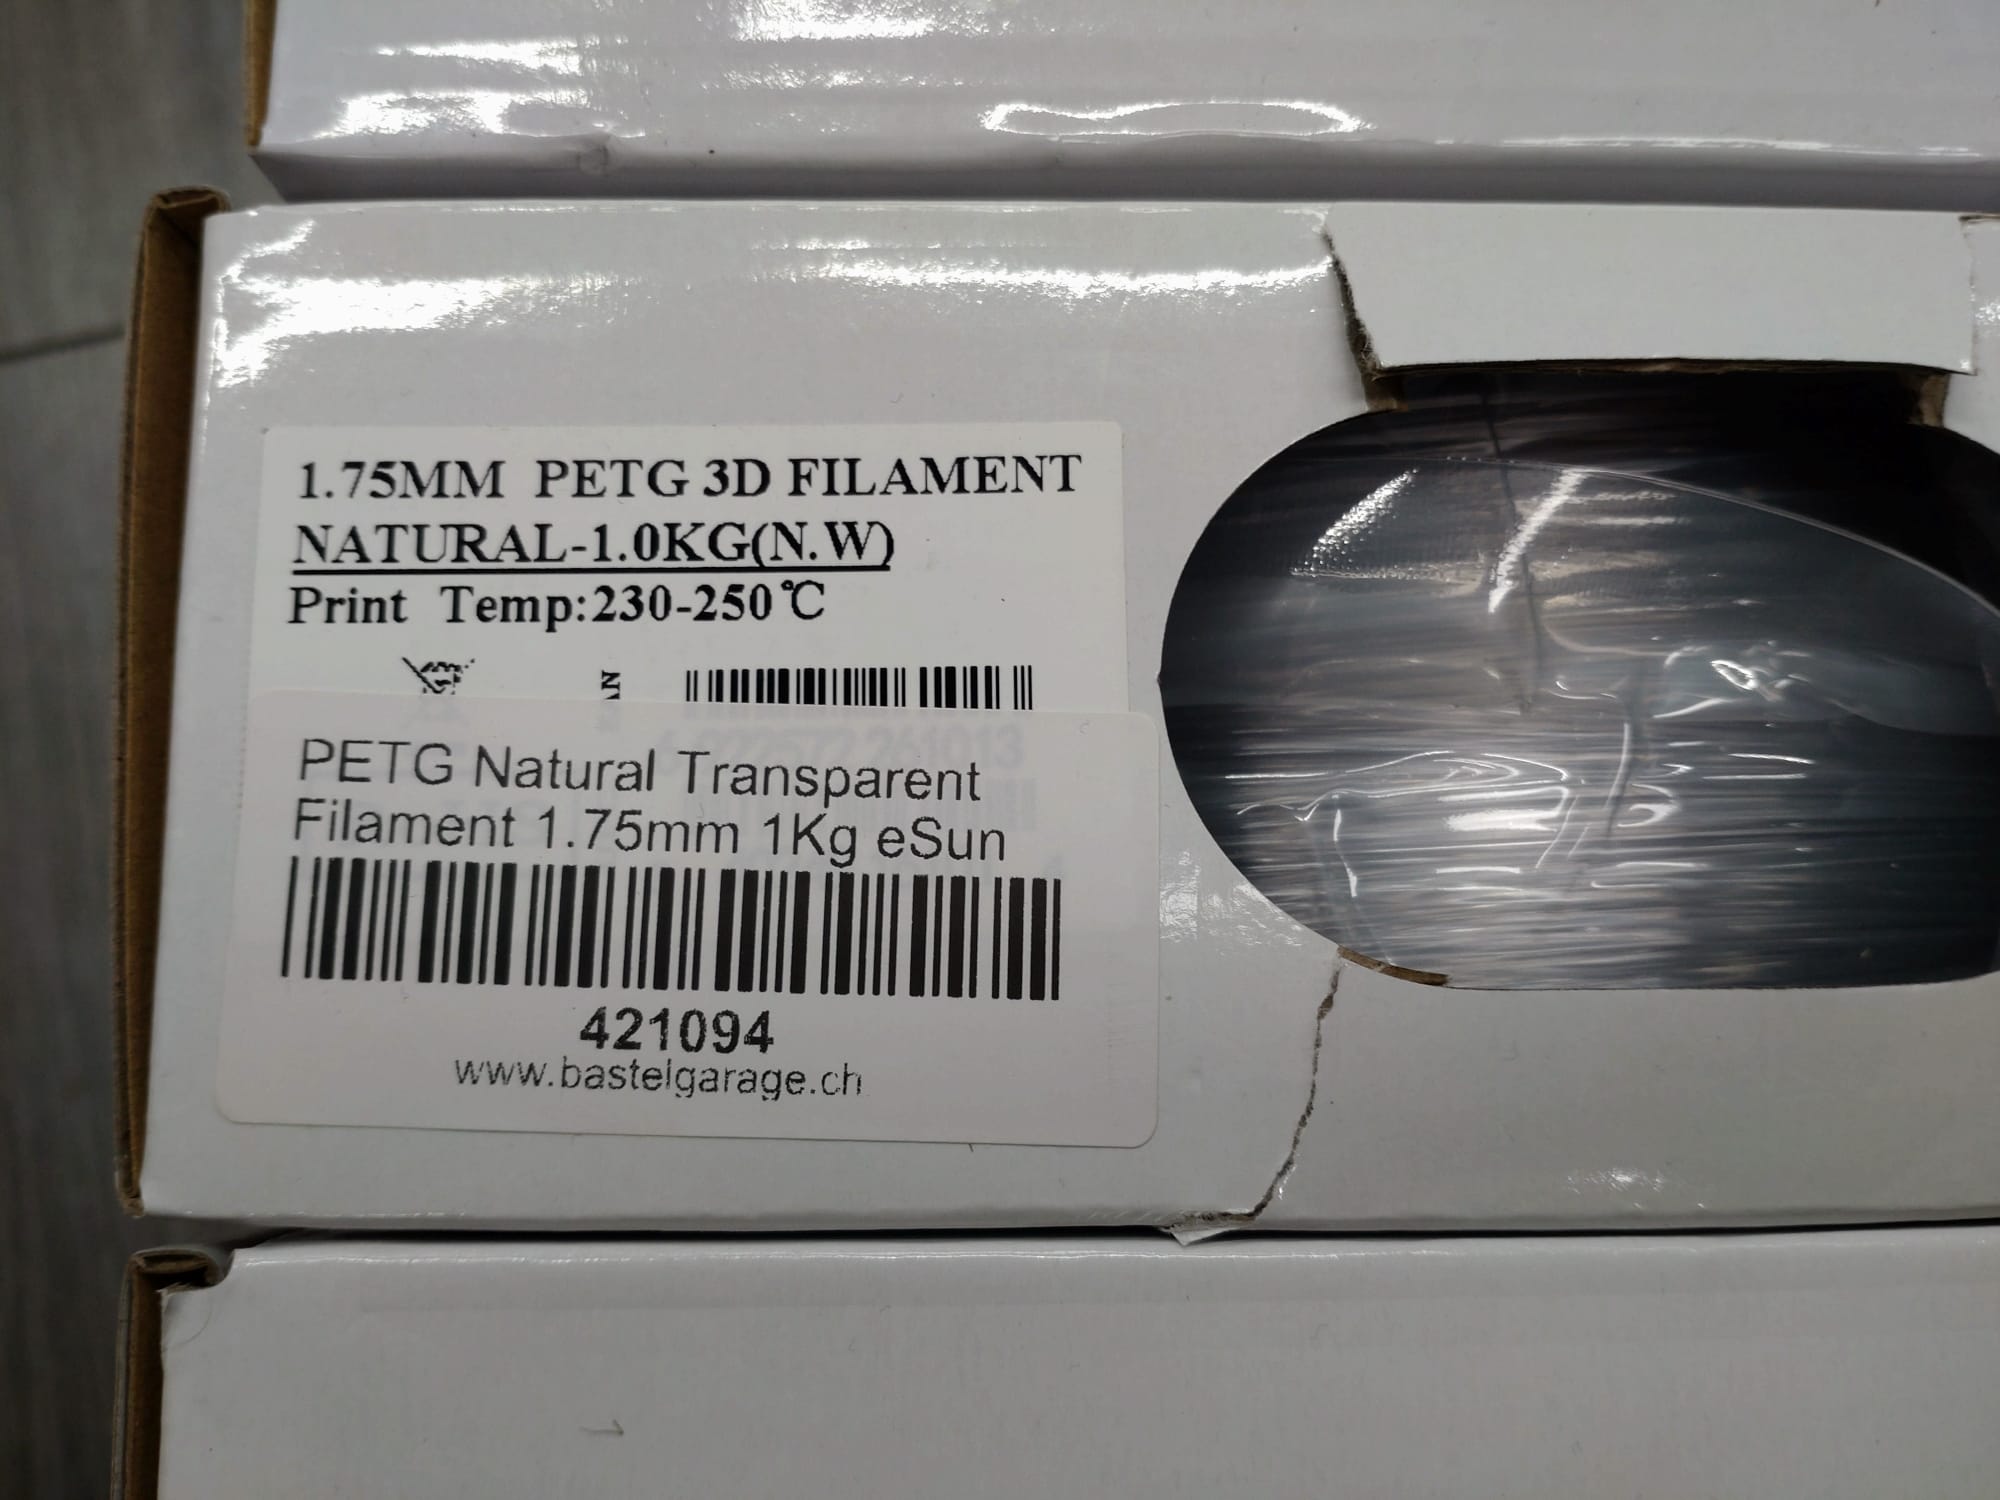 1.75MM PETG 3D FILAMENT
NATURAL-1.0KG(N.W)
Print Temp:230-250℃
PETG Natural Transparent
Filament 1.75mm 1Kg eSun
421094
www.bastelgarage.ch